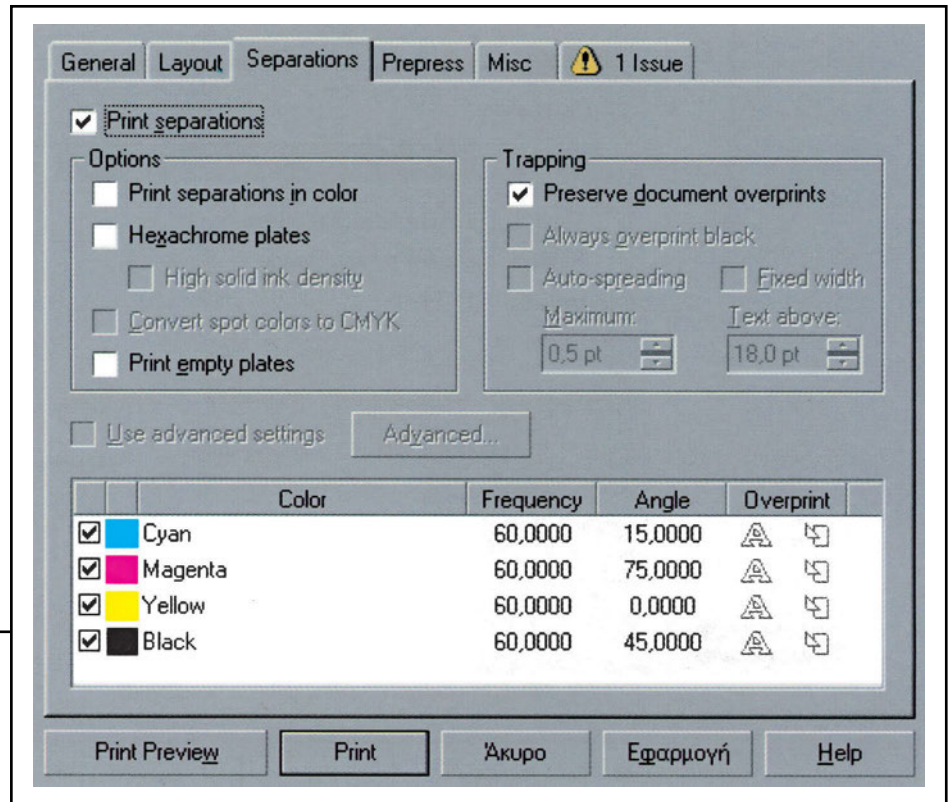 General Layout Separations Prepress Misc 1 Issue
Print separations
Options
Print separations in color
Hexachrome plates
High solid ink density
Convert spot colors to CMYK
Print empty plates
Trapping
Preserve document overprints
Always overprint black
Auto-spreading Fixed width
Maximum: Text above:
0,5 pt 18,0 pt
Use advanced settings Advanced...
Color Frequency Angle Overprint
Cyan 60,0000 15,0000
Magenta 60,0000 75,0000
Yellow 60,0000 0,0000
Black 60,0000 45,0000
Print Preview Print Άκυρο Εφαρμογή Help